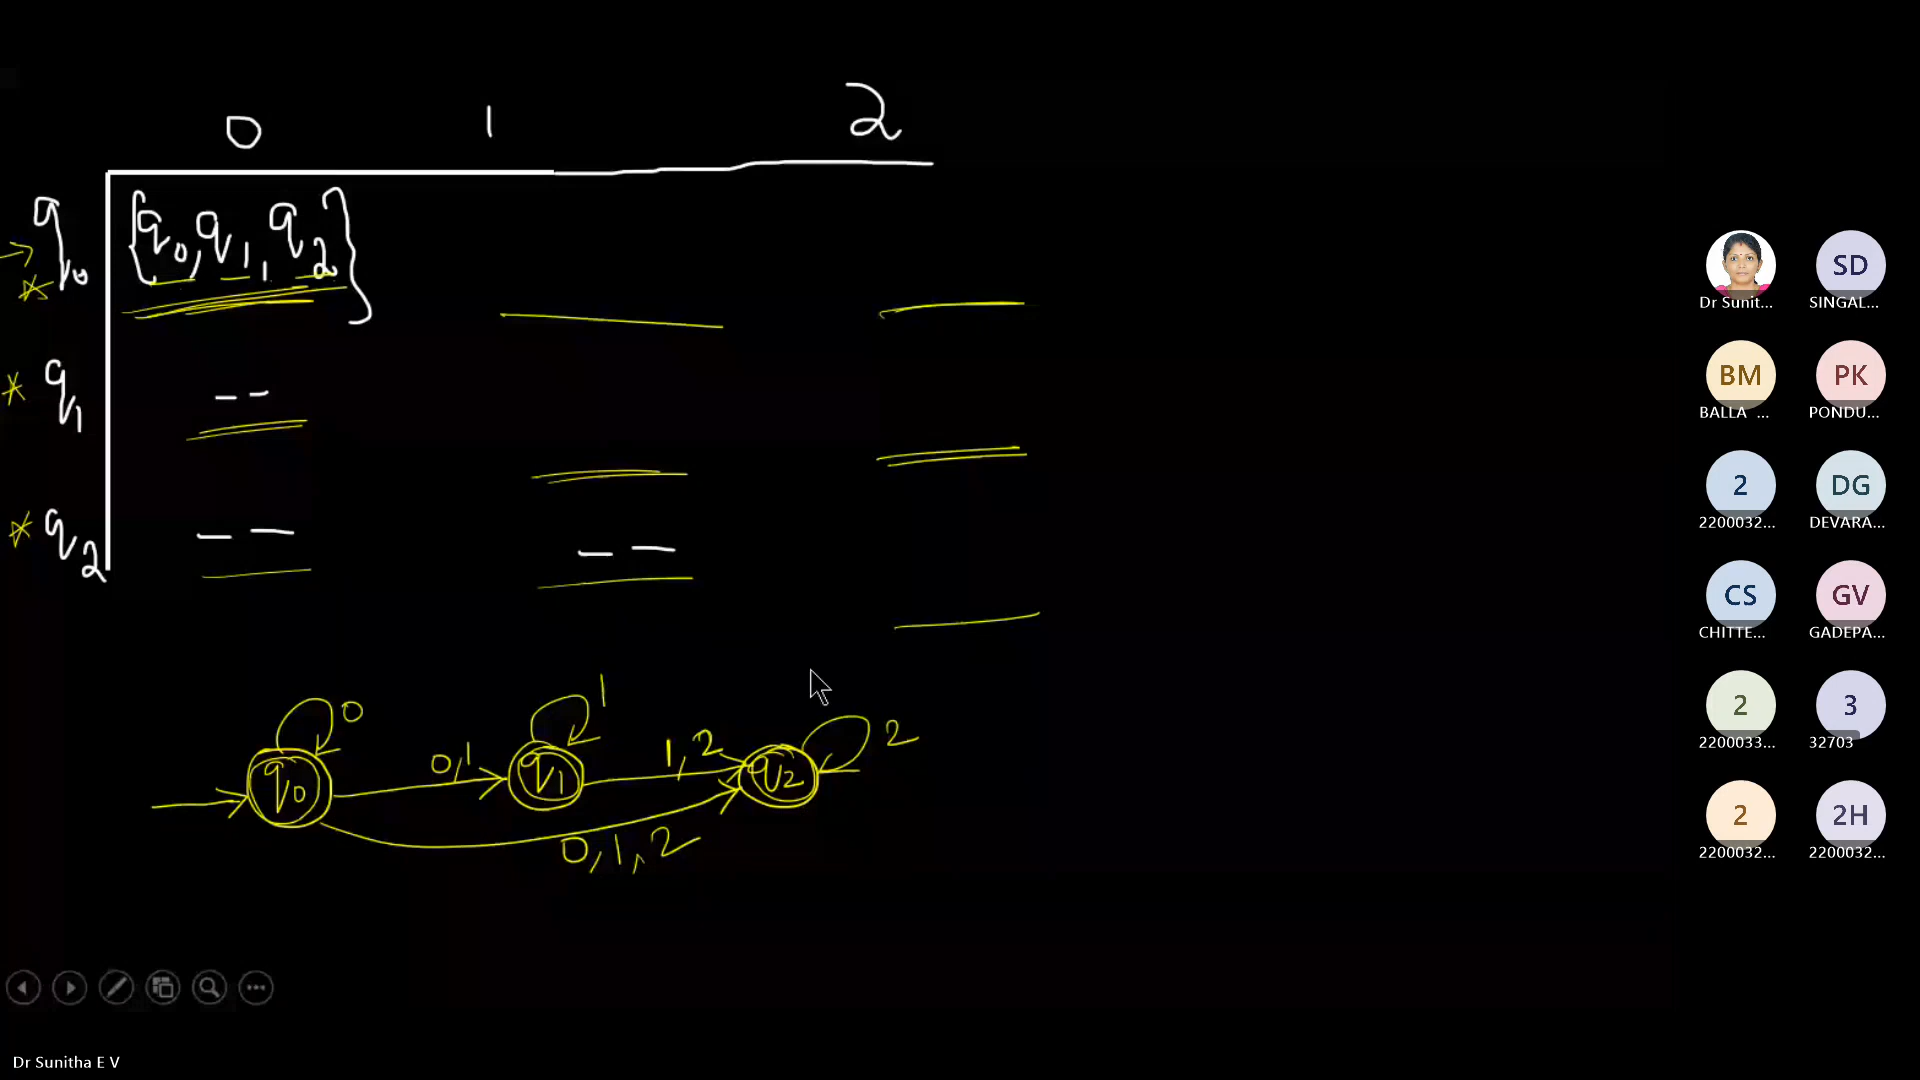 0 1 2
→ * q0 {q0, q1, q2}
* q1 --
* q2 -- --
0 1 2
0,1 1,2
q0 q1 q2
0,1,2
Dr Sunit... SINGAL...
SD
BM PK
BALLA ... PONDU...
2 DG
2200032... DEVARA...
CS GV
CHITTE... GADEPA...
2 3
2200033... 32703
2 2H
2200032... 2200032...
Dr Sunitha E V